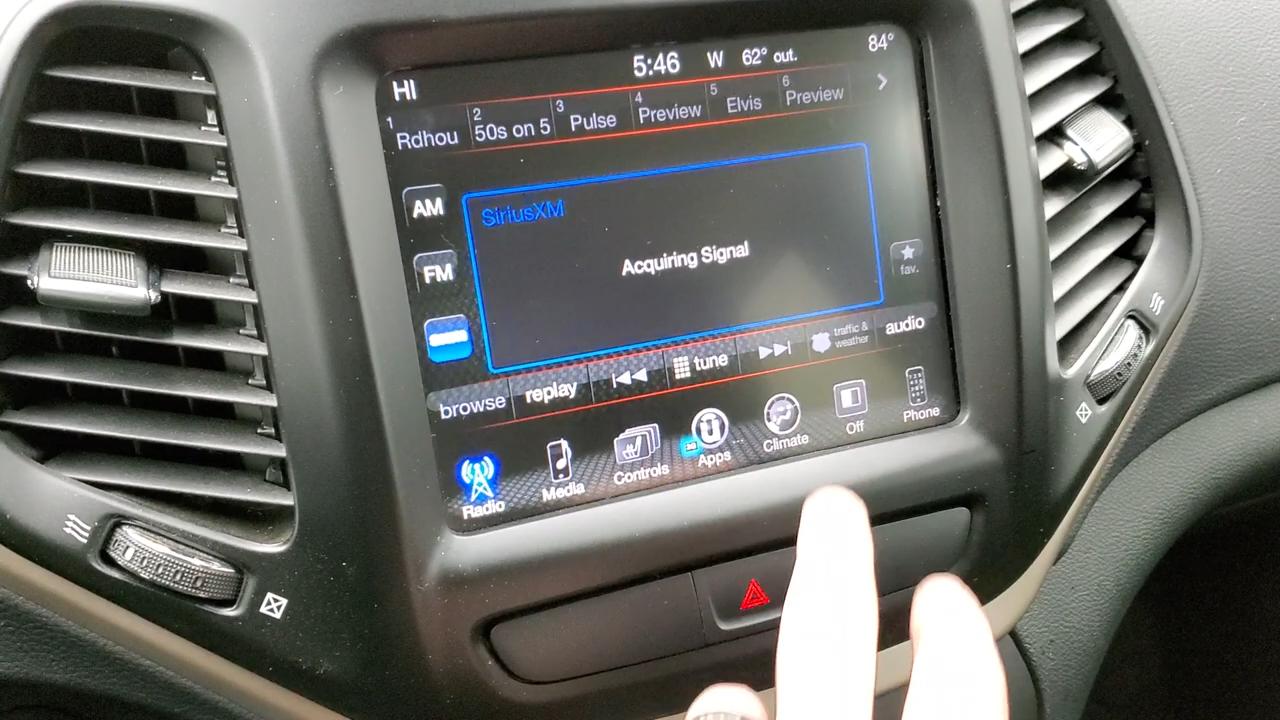 HI 5:46 W 62° out. 84°
1 Rdhou 2 50s on 5 3 Pulse 4 Preview 5 Elvis 6 Preview
AM
SiriusXM
Acquiring Signal
FM
fav.
browse replay tune traffic & weather audio
Radio Media Controls Apps Climate Off Phone